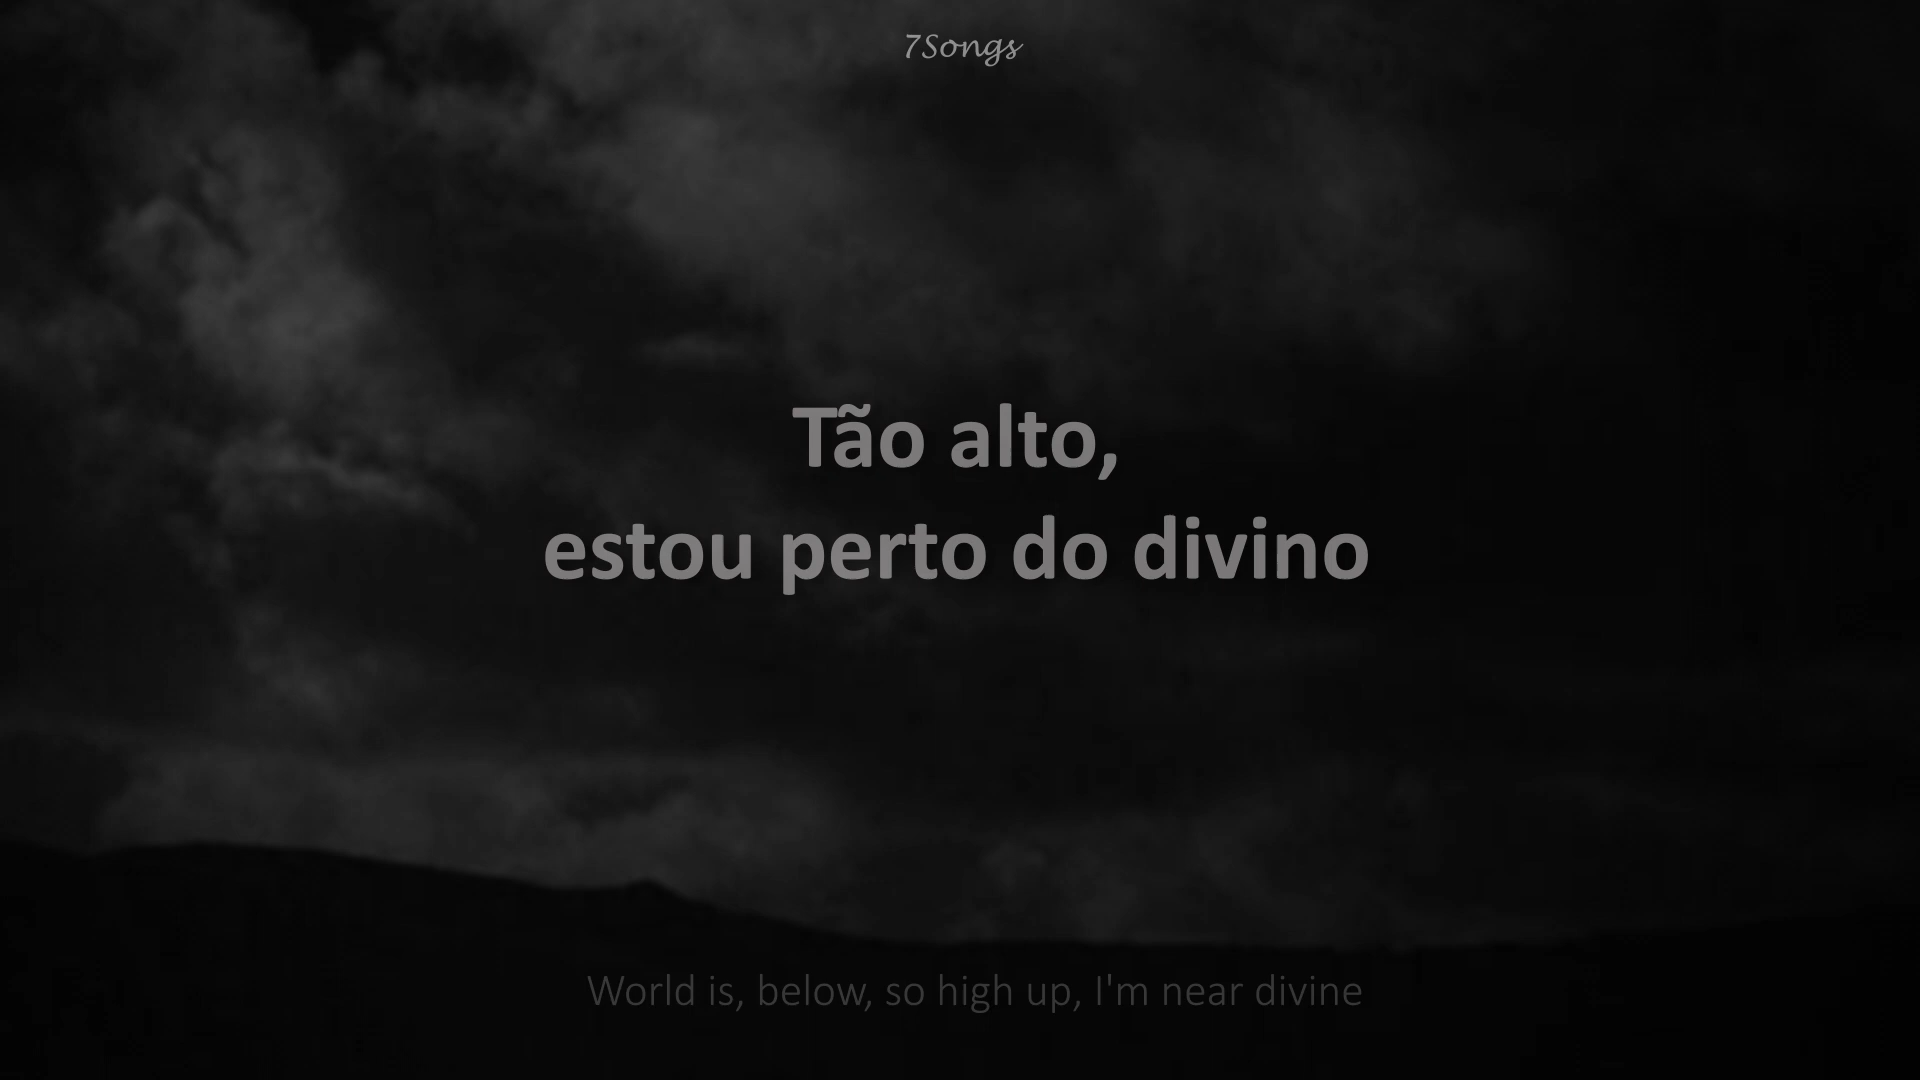 7Songs
Tão alto,
estou perto do divino
World is, below, so high up, I'm near divine